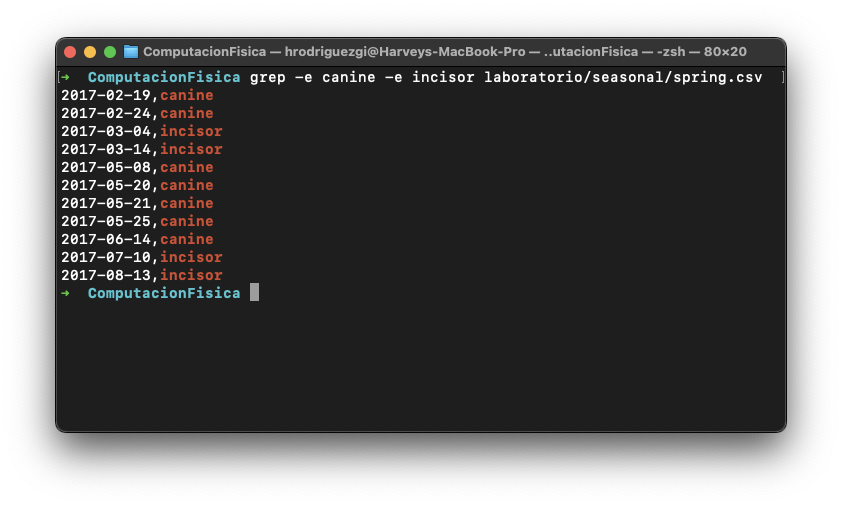 ComputacionFisica — hrodriguezgi@Harveys-MacBook-Pro — ..utacionFisica — -zsh — 80×20
[➜  ComputacionFisica grep -e canine -e incisor laboratorio/seasonal/spring.csv  ]
2017-02-19,canine
2017-02-24,canine
2017-03-04,incisor
2017-03-14,incisor
2017-05-08,canine
2017-05-20,canine
2017-05-21,canine
2017-05-25,canine
2017-06-14,canine
2017-07-10,incisor
2017-08-13,incisor
➜  ComputacionFisica